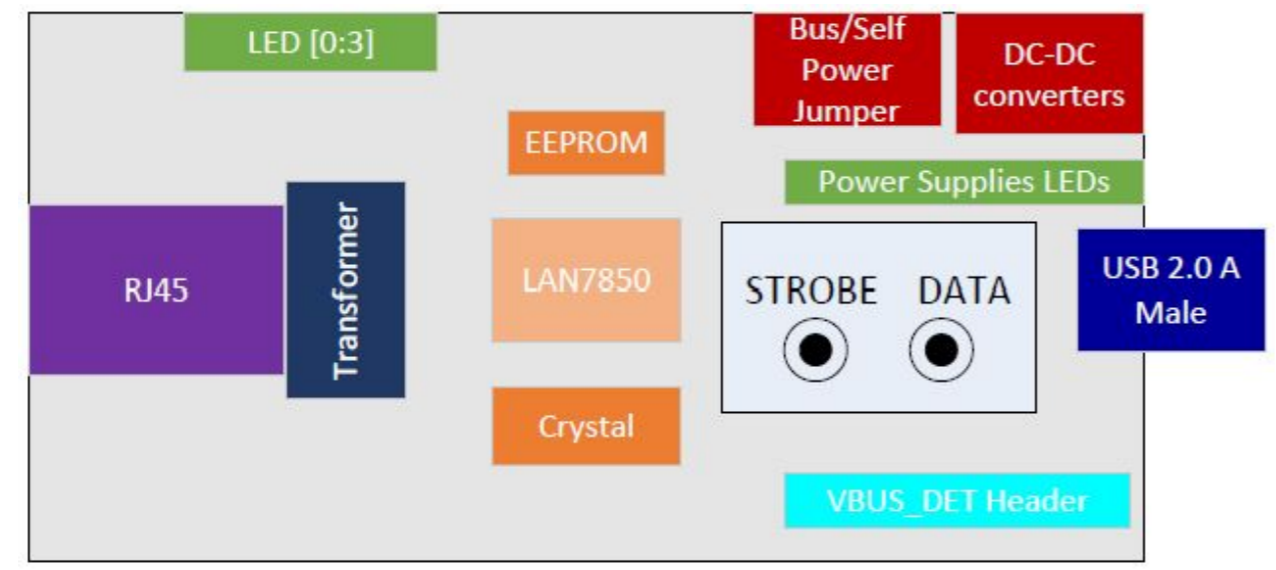 LED [0:3]
Bus/Self
Power
Jumper
DC-DC
converters
EEPROM
Power Supplies LEDs
RJ45
Transformer
LAN7850
STROBE DATA
USB 2.0 A
Male
Crystal
VBUS_DET Header